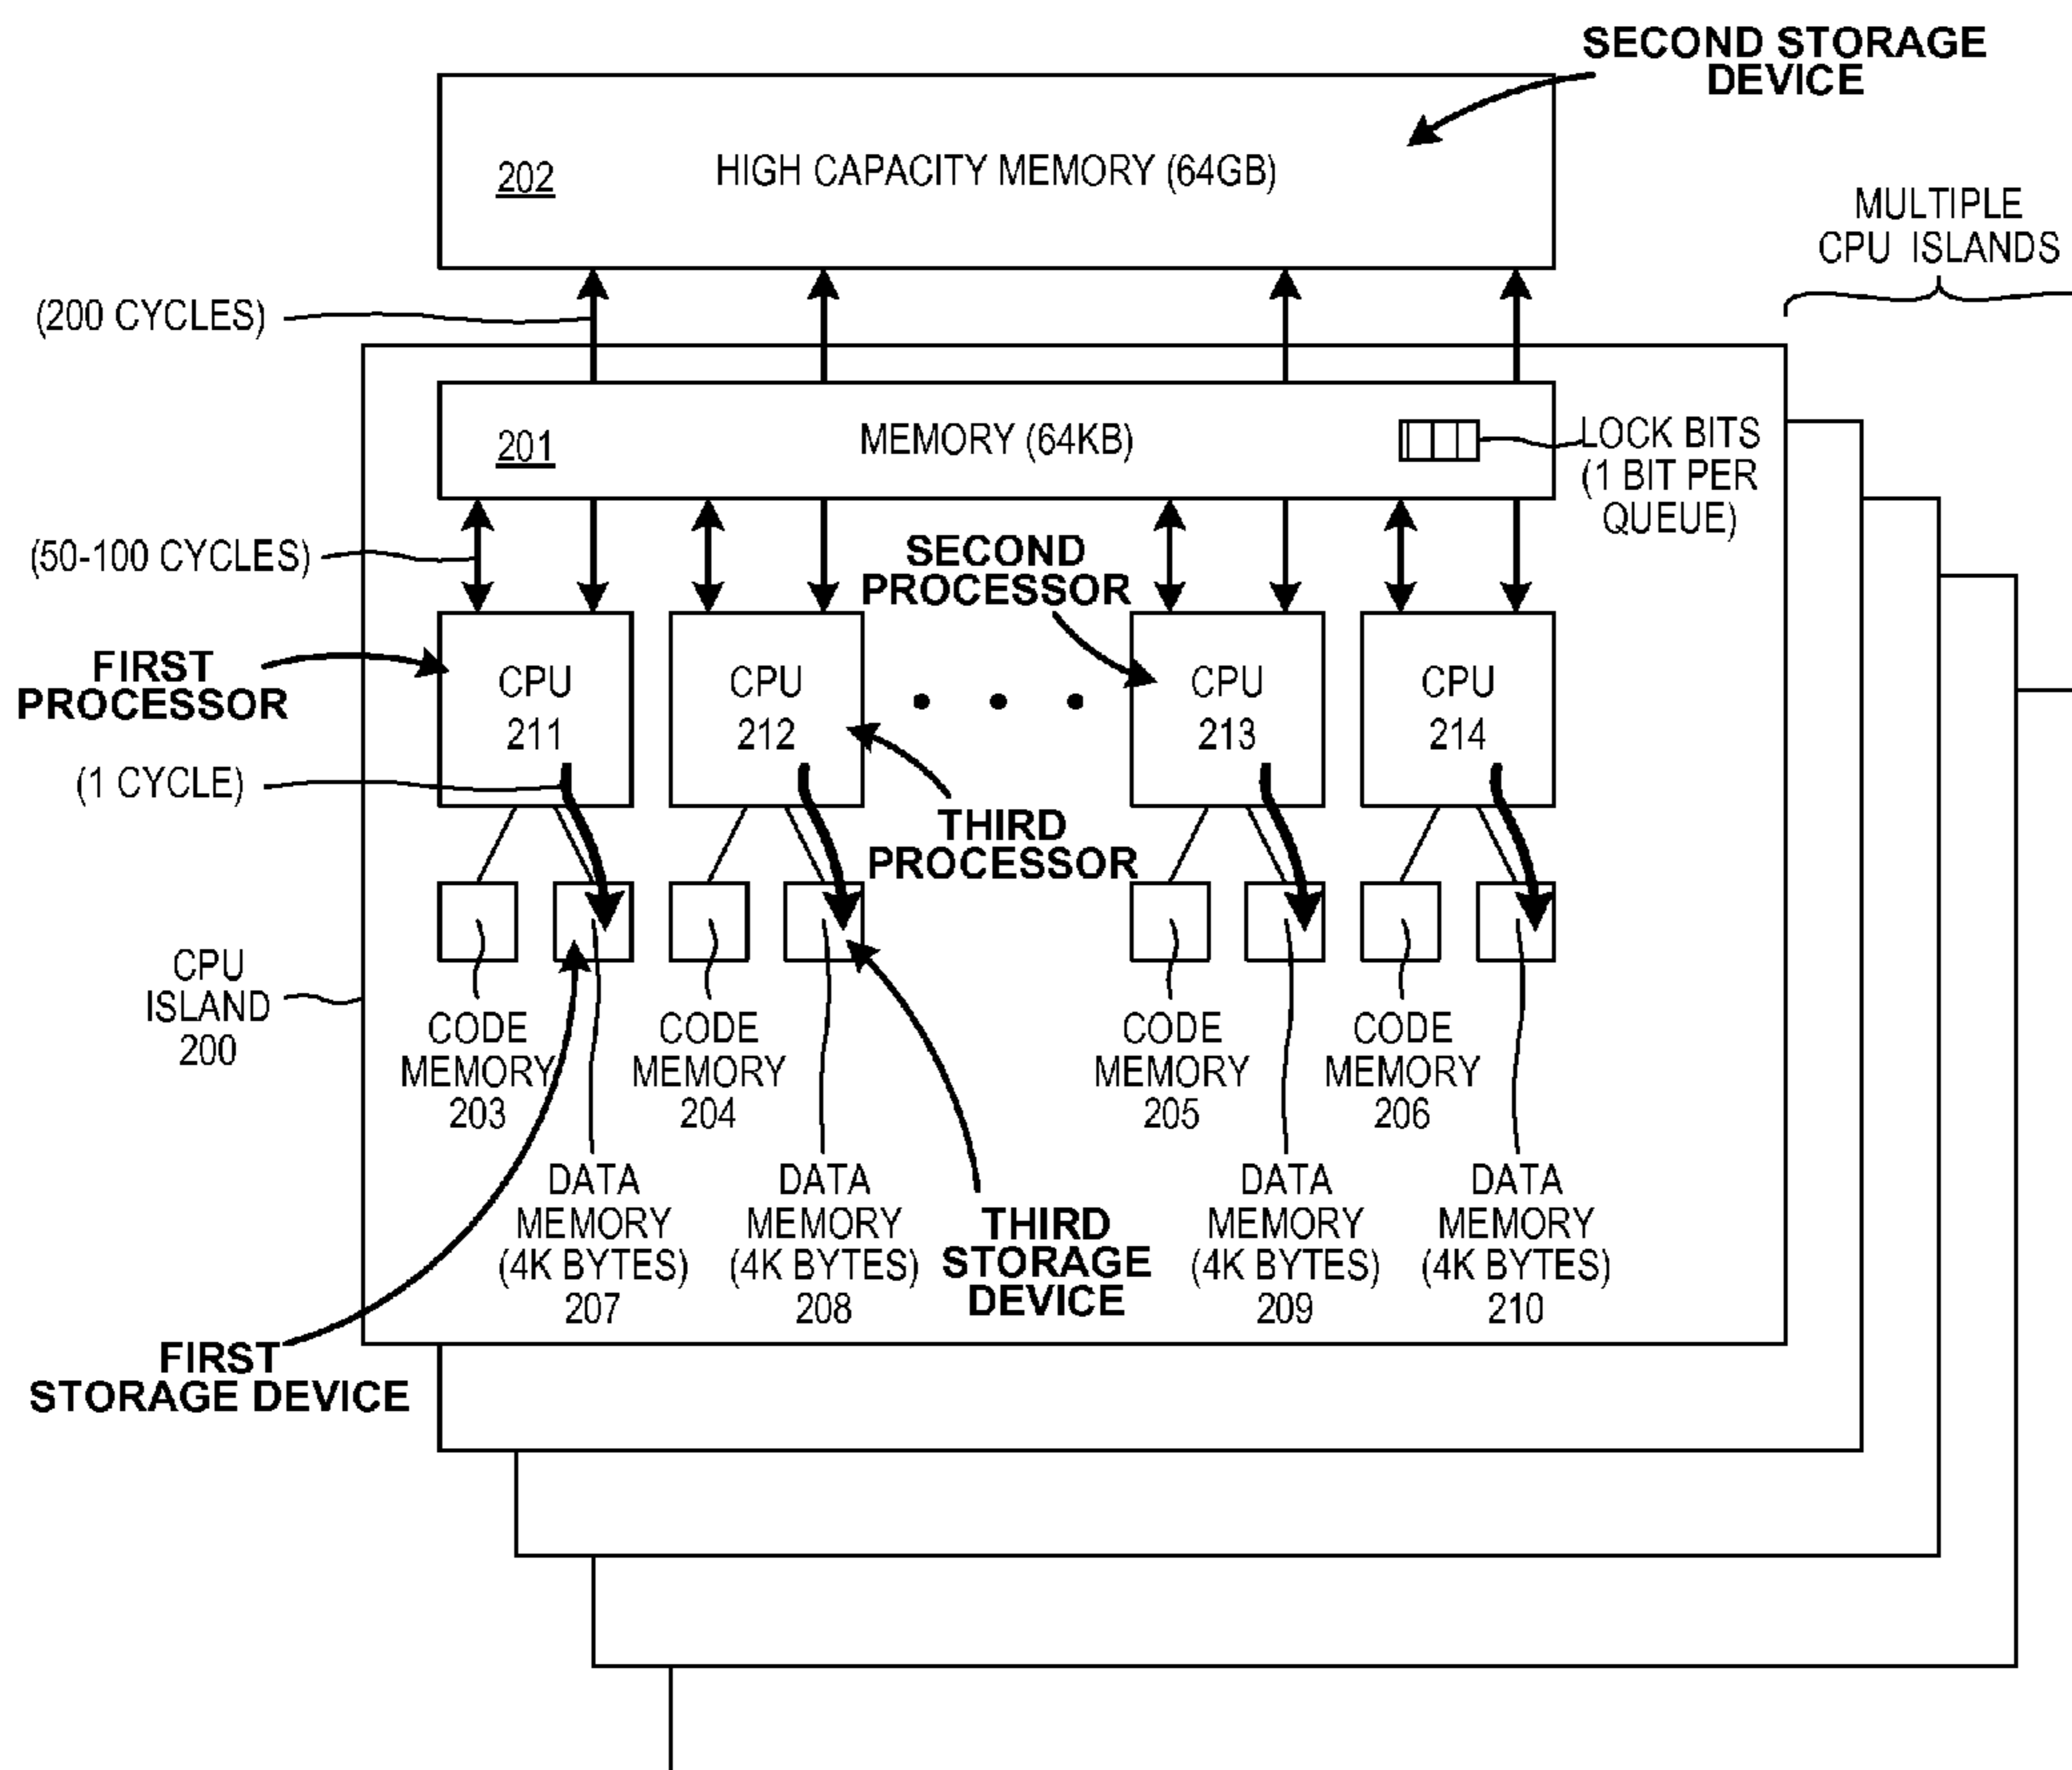 SECOND STORAGE
DEVICE
202
HIGH CAPACITY MEMORY (64GB)
MULTIPLE
CPU ISLANDS
(200 CYCLES)
201
MEMORY (64KB)
LOCK BITS
(1 BIT PER
QUEUE)
(50-100 CYCLES)
SECOND
PROCESSOR
FIRST
PROCESSOR
CPU
211
CPU
212
CPU
213
CPU
214
(1 CYCLE)
THIRD
PROCESSOR
CPU
ISLAND
200
CODE
MEMORY
203
CODE
MEMORY
204
CODE
MEMORY
205
CODE
MEMORY
206
DATA
MEMORY
(4K BYTES)
207
DATA
MEMORY
(4K BYTES)
208
THIRD
STORAGE
DEVICE
DATA
MEMORY
(4K BYTES)
209
DATA
MEMORY
(4K BYTES)
210
FIRST
STORAGE DEVICE